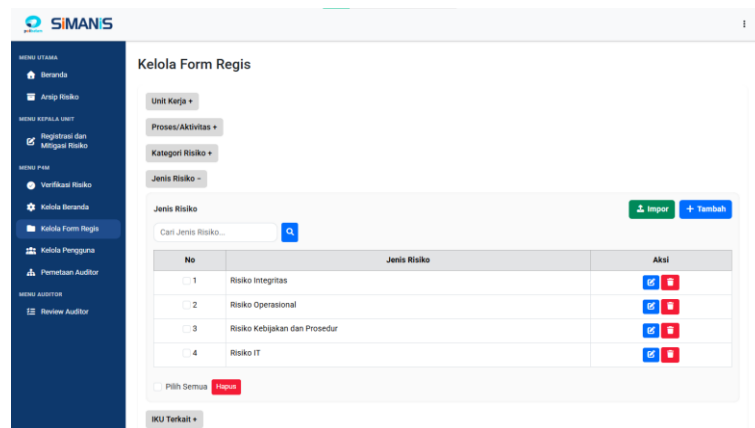 SiMANiS
MENU UTAMA
Beranda
Arsip Risiko
MENU KEPALA UNIT
Registrasi dan
Mitigasi Risiko
MENU P4M
Verifikasi Risiko
Kelola Beranda
Kelola Form Regis
Kelola Pengguna
Pemetaan Auditor
MENU AUDITOR
Review Auditor
Kelola Form Regis
Unit Kerja +
Proses/Aktivitas +
Kategori Risiko +
Jenis Risiko -
Jenis Risiko
Impor
+ Tambah
Cari Jenis Risiko...
No Jenis Risiko Aksi
1 Risiko Integritas
2 Risiko Operasional
3 Risiko Kebijakan dan Prosedur
4 Risiko IT
Pilih Semua Hapus
IKU Terkait +